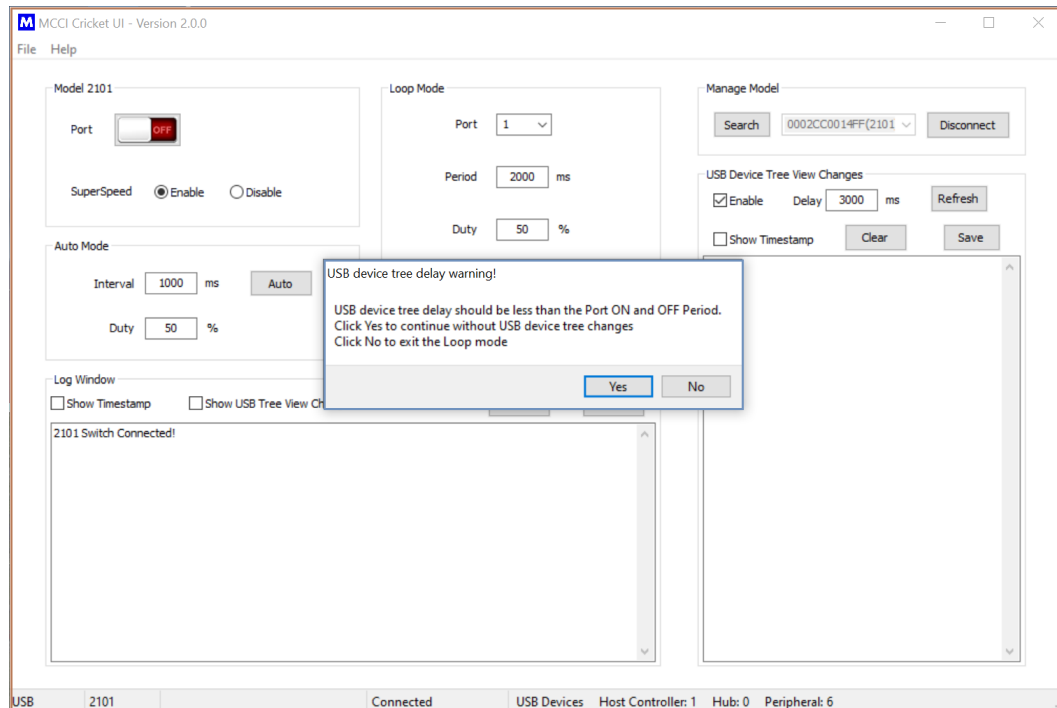 M MCCI Cricket UI - Version 2.0.0
File Help
Model 2101
Port OFF
SuperSpeed Enable Disable
Auto Mode
Interval 1000 ms Auto
Duty 50 %
Loop Mode
Port 1
Period 2000 ms
Duty 50 %
Manage Model
Search 0002CC0014FF(2101 Disconnect
USB Device Tree View Changes
Enable Delay 3000 ms Refresh
Show Timestamp Clear Save
USB device tree delay warning!
USB device tree delay should be less than the Port ON and OFF Period.
Click Yes to continue without USB device tree changes
Click No to exit the Loop mode
Yes No
Log Window
Show Timestamp Show USB Tree View Ch
2101 Switch Connected!
USB 2101 Connected USB Devices Host Controller: 1 Hub: 0 Peripheral: 6